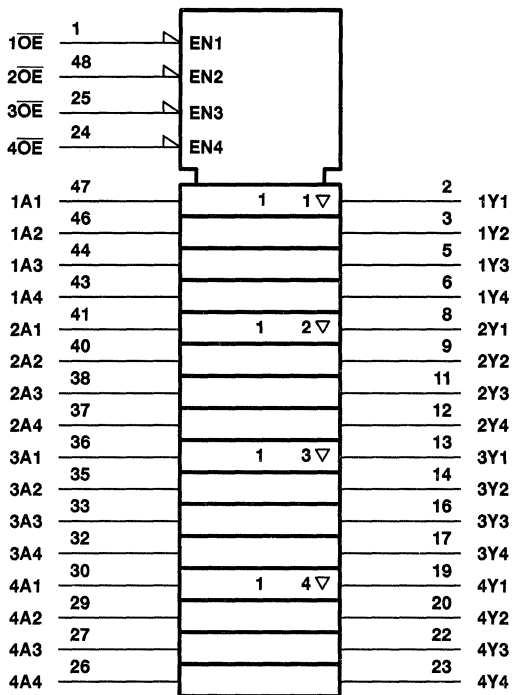 1O̅E̅ 1 EN1
2O̅E̅ 48 EN2
3O̅E̅ 25 EN3
4O̅E̅ 24 EN4
1A1 47 1 1 ▽ 2 1Y1
1A2 46 3 1Y2
1A3 44 5 1Y3
1A4 43 6 1Y4
2A1 41 1 2 ▽ 8 2Y1
2A2 40 9 2Y2
2A3 38 11 2Y3
2A4 37 12 2Y4
3A1 36 1 3 ▽ 13 3Y1
3A2 35 14 3Y2
3A3 33 16 3Y3
3A4 32 17 3Y4
4A1 30 1 4 ▽ 19 4Y1
4A2 29 20 4Y2
4A3 27 22 4Y3
4A4 26 23 4Y4